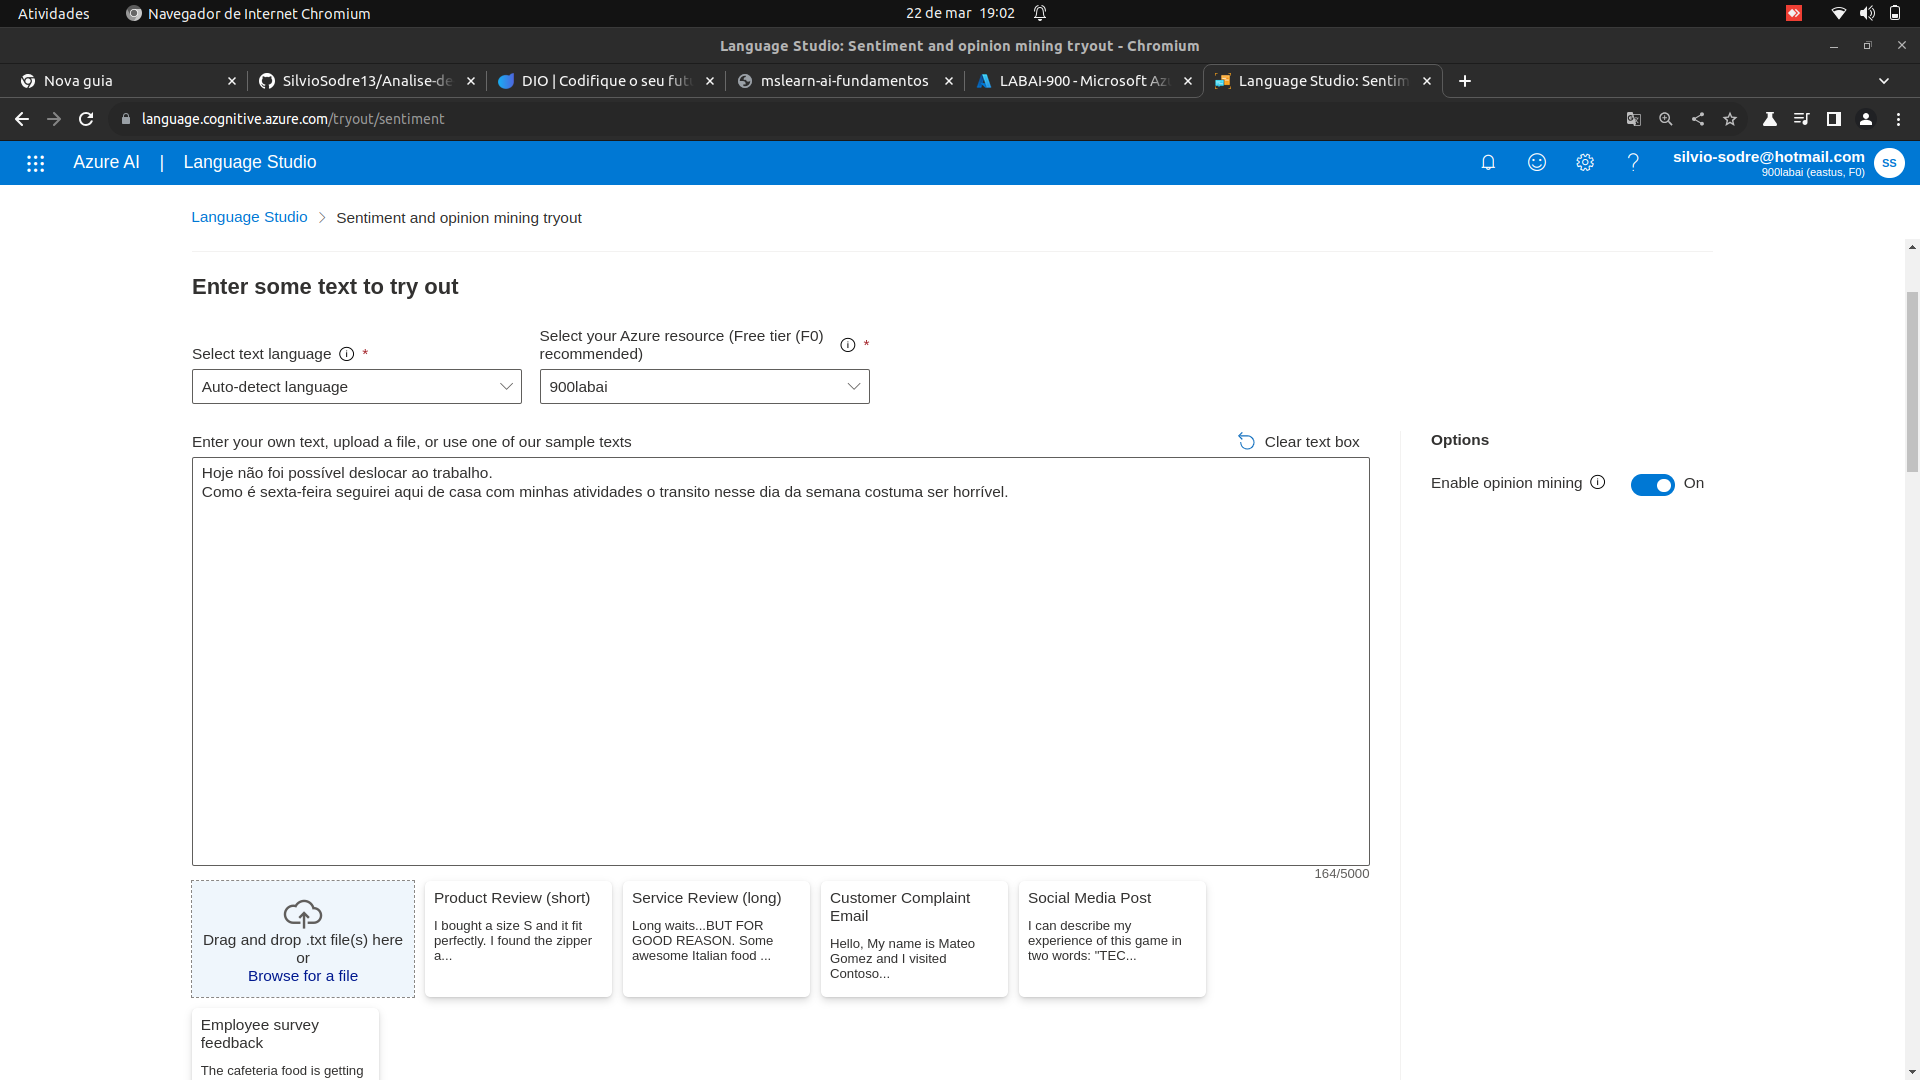 Atividades
Navegador de Internet Chromium
22 de mar 19:02
Language Studio: Sentiment and opinion mining tryout - Chromium
Nova guia
SilvioSodre13/Analise-de
DIO | Codifique o seu futu
mslearn-ai-fundamentos
LABAI-900 - Microsoft Azu
Language Studio: Sentim
language.cognitive.azure.com/tryout/sentiment
Azure AI | Language Studio
silvio-sodre@hotmail.com
900labai (eastus, F0)
SS
Language Studio > Sentiment and opinion mining tryout
Enter some text to try out
Select text language *
Select your Azure resource (Free tier (F0)
recommended) *
Auto-detect language
900labai
Enter your own text, upload a file, or use one of our sample texts
Clear text box
Hoje não foi possível deslocar ao trabalho.
Como é sexta-feira seguirei aqui de casa com minhas atividades o transito nesse dia da semana costuma ser horrível.
164/5000
Options
Enable opinion mining
On
Drag and drop .txt file(s) here
or
Browse for a file
Product Review (short)
I bought a size S and it fit
perfectly. I found the zipper
a...
Service Review (long)
Long waits...BUT FOR
GOOD REASON. Some
awesome Italian food ...
Customer Complaint
Email
Hello, My name is Mateo
Gomez and I visited
Contoso...
Social Media Post
I can describe my
experience of this game in
two words: "TEC...
Employee survey
feedback
The cafeteria food is getting